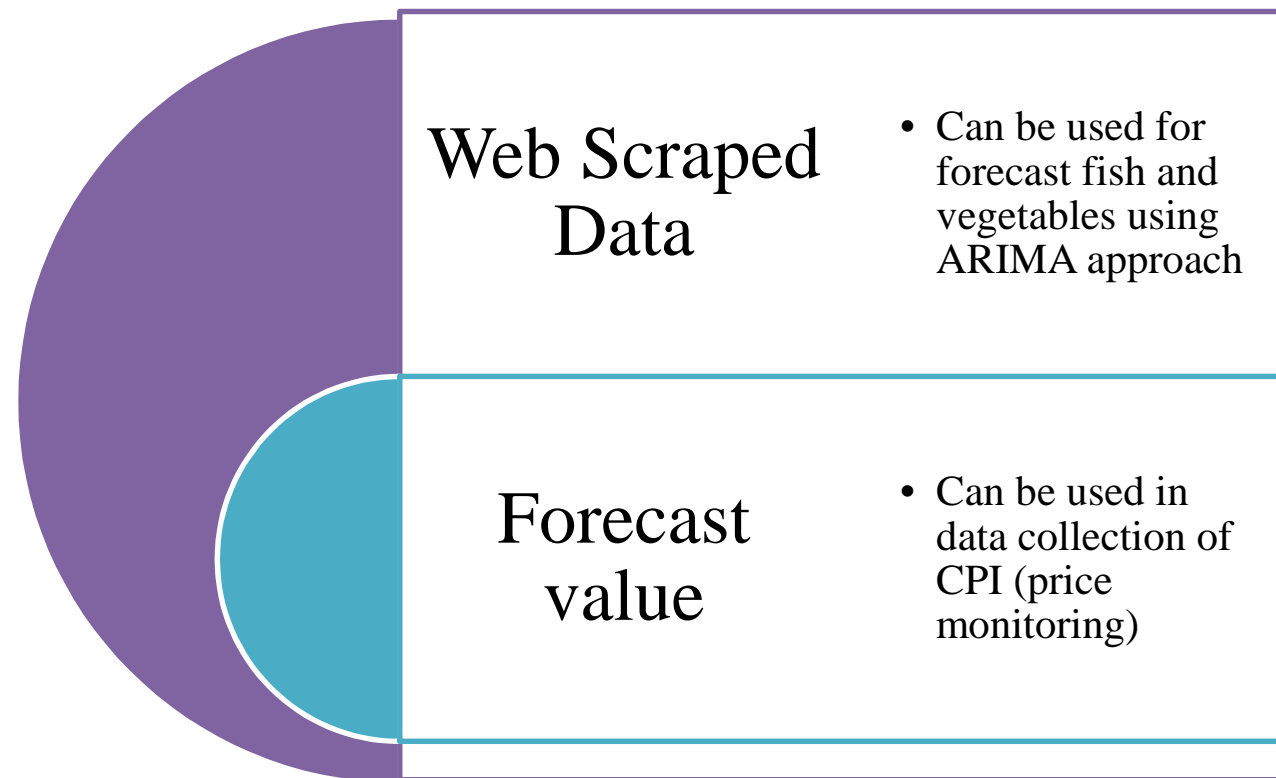 Web Scraped
Data
• Can be used for
forecast fish and
vegetables using
ARIMA approach
Forecast
value
• Can be used in
data collection of
CPI (price
monitoring)